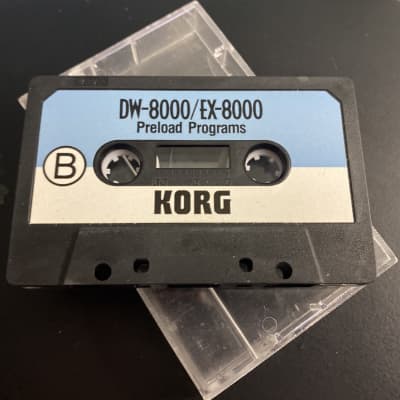 DW-8000/EX-8000
Preload Programs
B
KORG